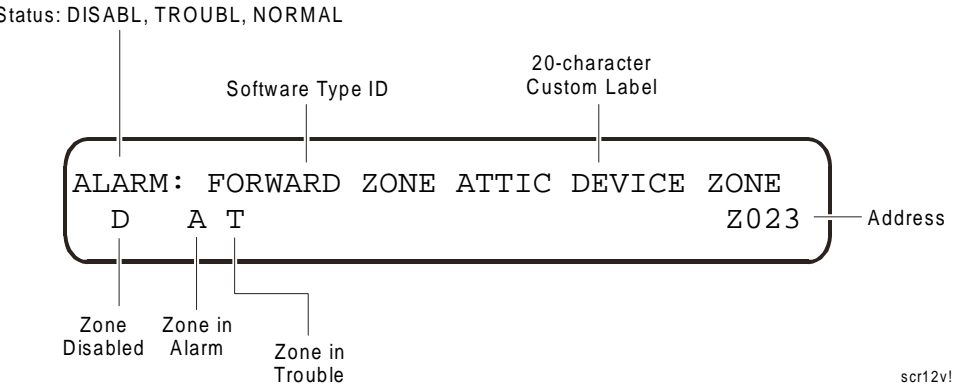 Status: DISABL, TROUBL, NORMAL
20-character
Custom Label
Software Type ID
ALARM: FORWARD ZONE ATTIC DEVICE ZONE
D A T Z023
Address
Zone
Disabled
Zone in
Alarm
Zone in
Trouble
scr12v!